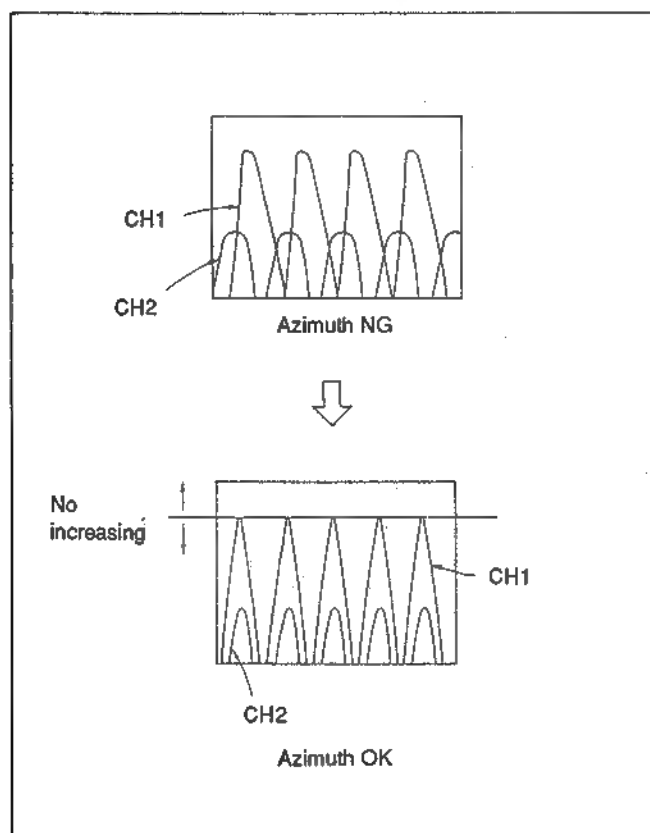 CH1
CH2
Azimuth NG
No
increasing
CH1
CH2
Azimuth OK